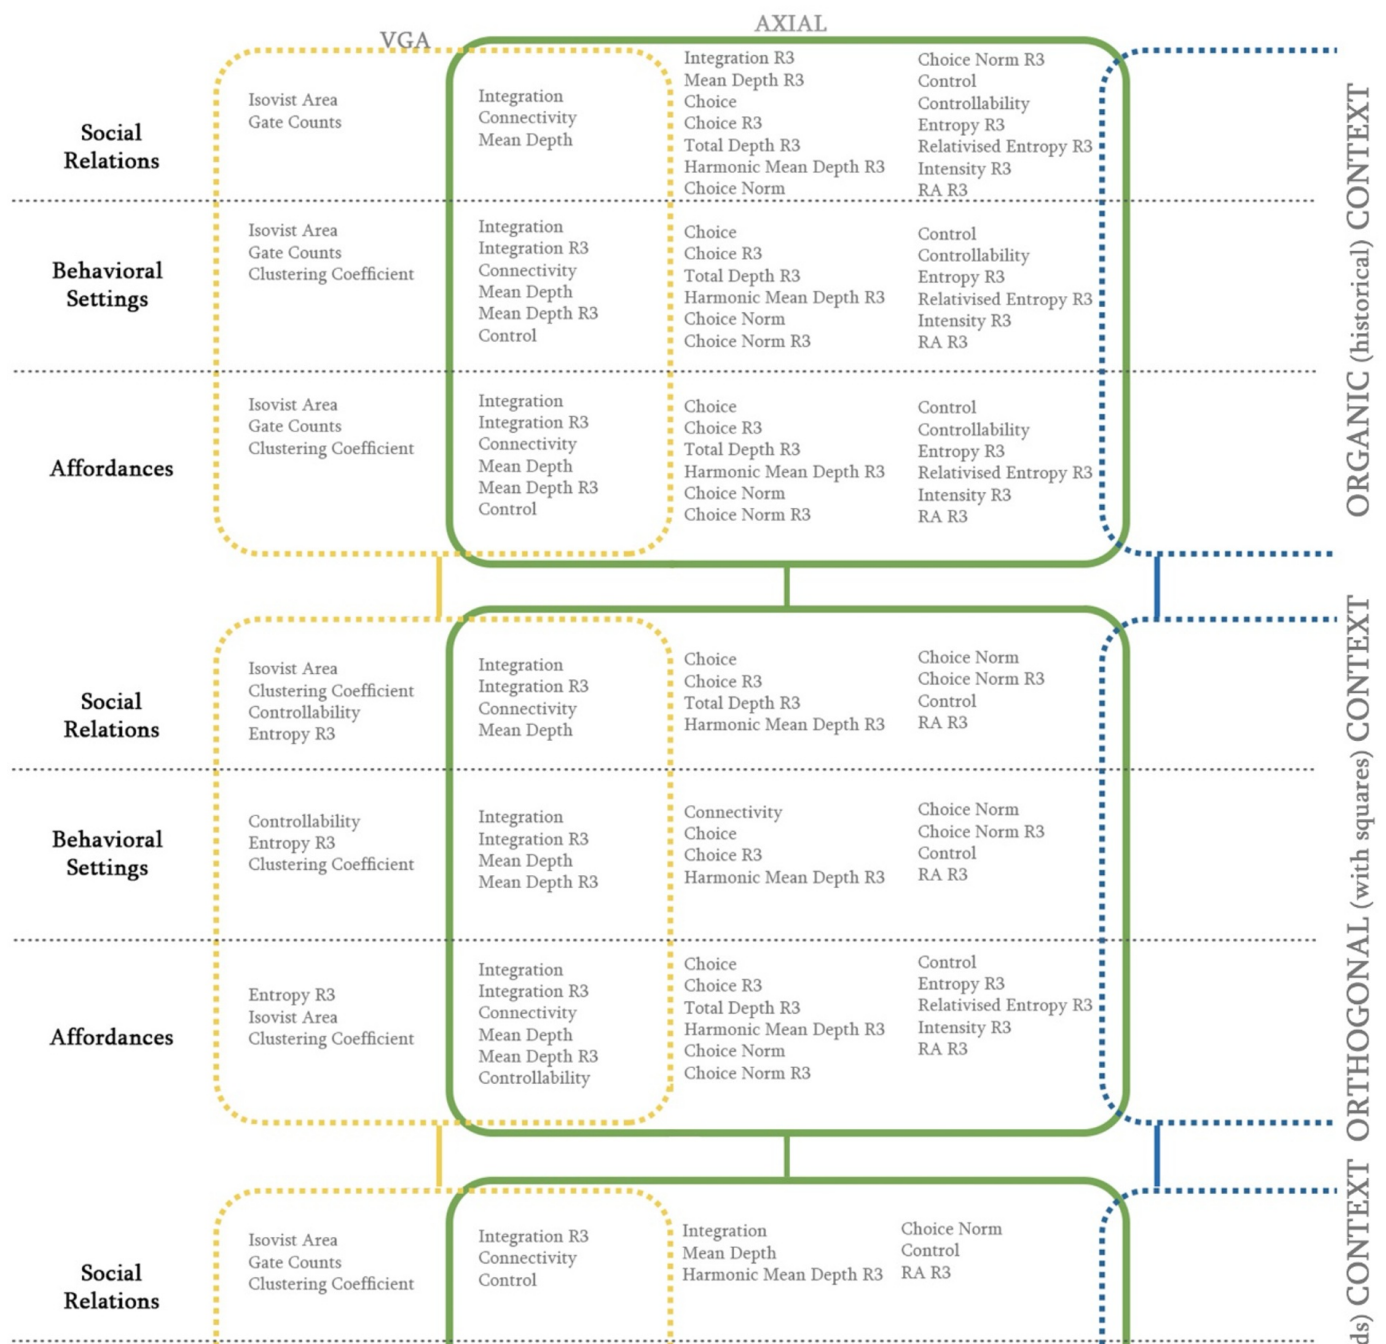 VGA
AXIAL
Social
Relations
Isovist Area
Gate Counts
Integration
Connectivity
Mean Depth
Integration R3
Mean Depth R3
Choice
Choice R3
Total Depth R3
Harmonic Mean Depth R3
Choice Norm
Choice Norm R3
Control
Controllability
Entropy R3
Relativised Entropy R3
Intensity R3
RA R3
Behavioral
Settings
Isovist Area
Gate Counts
Clustering Coefficient
Integration
Integration R3
Connectivity
Mean Depth
Mean Depth R3
Control
Choice
Choice R3
Total Depth R3
Harmonic Mean Depth R3
Choice Norm
Choice Norm R3
Control
Controllability
Entropy R3
Relativised Entropy R3
Intensity R3
RA R3
Affordances
Isovist Area
Gate Counts
Clustering Coefficient
Integration
Integration R3
Connectivity
Mean Depth
Mean Depth R3
Control
Choice
Choice R3
Total Depth R3
Harmonic Mean Depth R3
Choice Norm
Choice Norm R3
Control
Controllability
Entropy R3
Relativised Entropy R3
Intensity R3
RA R3
ORGANIC (historical) CONTEXT
Social
Relations
Isovist Area
Clustering Coefficient
Controllability
Entropy R3
Integration
Integration R3
Connectivity
Mean Depth
Choice
Choice R3
Total Depth R3
Harmonic Mean Depth R3
Choice Norm
Choice Norm R3
Control
RA R3
Behavioral
Settings
Controllability
Entropy R3
Clustering Coefficient
Integration
Integration R3
Mean Depth
Mean Depth R3
Connectivity
Choice
Choice R3
Harmonic Mean Depth R3
Choice Norm
Choice Norm R3
Control
RA R3
Affordances
Entropy R3
Isovist Area
Clustering Coefficient
Integration
Integration R3
Connectivity
Mean Depth
Mean Depth R3
Controllability
Choice
Choice R3
Total Depth R3
Harmonic Mean Depth R3
Choice Norm
Choice Norm R3
Control
Entropy R3
Relativised Entropy R3
Intensity R3
RA R3
ORTHOGONAL (with squares) CONTEXT
Social
Relations
Isovist Area
Gate Counts
Clustering Coefficient
Integration R3
Connectivity
Control
Integration
Mean Depth
Harmonic Mean Depth R3
Choice Norm
Control
RA R3
ds) CONTEXT